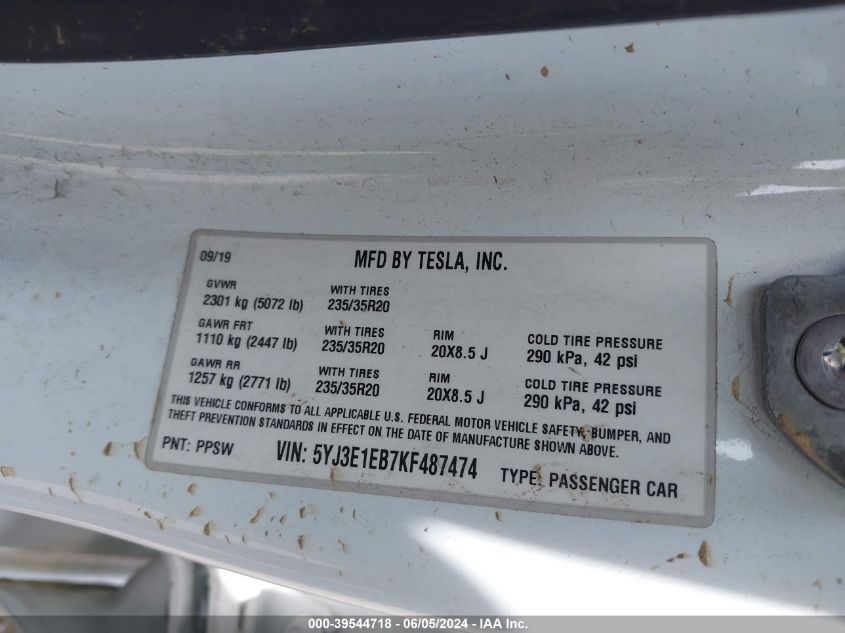 09/19 MFD BY TESLA, INC.
GVWR WITH TIRES
2301 kg (5072 lb) 235/35R20
GAWR FRT WITH TIRES RIM COLD TIRE PRESSURE
1110 kg (2447 lb) 235/35R20 20X8.5 J 290 kPa, 42 psi
GAWR RR WITH TIRES RIM COLD TIRE PRESSURE
1257 kg (2771 lb) 235/35R20 20X8.5 J 290 kPa, 42 psi
THIS VEHICLE CONFORMS TO ALL APPLICABLE U.S. FEDERAL MOTOR VEHICLE SAFETY, BUMPER, AND
THEFT PREVENTION STANDARDS IN EFFECT ON THE DATE OF MANUFACTURE SHOWN ABOVE.
PNT: PPSW VIN: 5YJ3E1EB7KF487474 TYPE: PASSENGER CAR
000-39544718 - 06/05/2024 - IAA Inc.